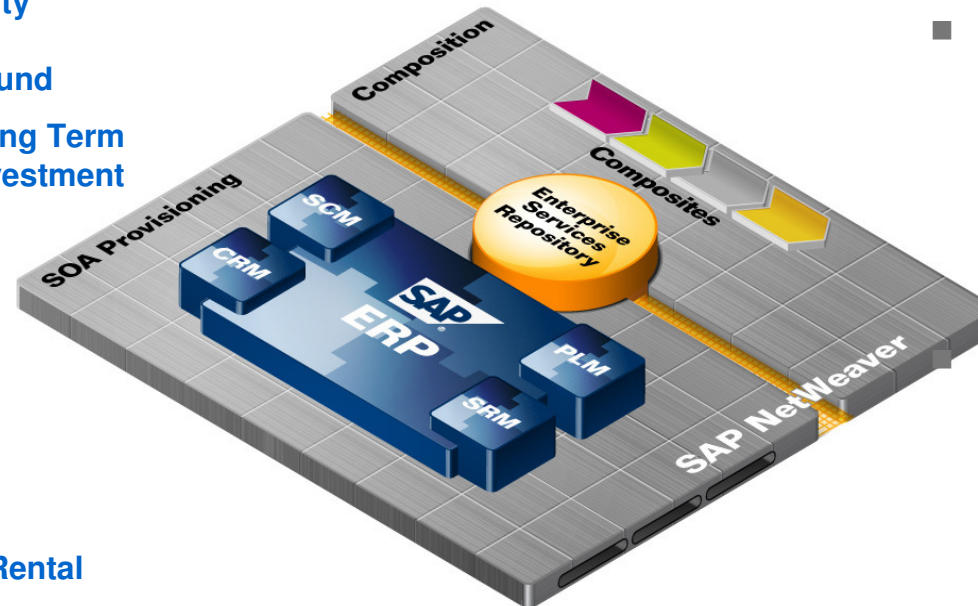 ty
und
ng Term
vestment
Rental
Composition
Composites
SOA Provisioning
Enterprise
Services
Repository
SCM
CRM
SAP
®
ERP
PLM
SRM
SAP NetWeaver